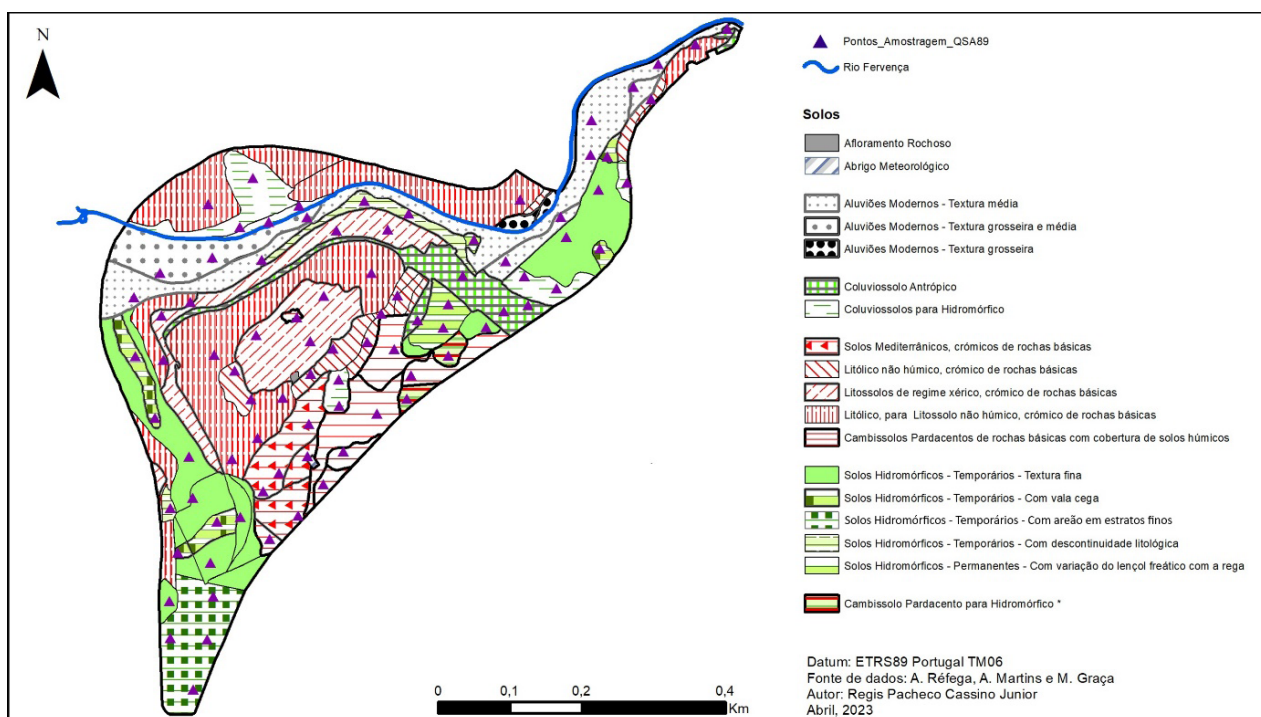 N
Pontos_Amostragem_QSA89
Rio Fervença
Solos
Afloramento Rochoso
Abrigo Meteorológico
Aluviões Modernos - Textura média
Aluviões Modernos - Textura grosseira e média
Aluviões Modernos - Textura grosseira
Coluviossolo Antrópico
Coluviossolos para Hidromórfico
Solos Mediterrânicos, crómicos de rochas básicas
Litólico não húmico, crómico de rochas básicas
Litossolos de regime xérico, crómico de rochas básicas
Litólico, para Litossolo não húmico, crómico de rochas básicas
Cambissolos Pardacentos de rochas básicas com cobertura de solos húmicos
Solos Hidromórficos - Temporários - Textura fina
Solos Hidromórficos - Temporários - Com vala cega
Solos Hidromórficos - Temporários - Com areão em estratos finos
Solos Hidromórficos - Temporários - Com descontinuidade litológica
Solos Hidromórficos - Permanentes - Com variação do lençol freático com a rega
Cambissolo Pardacento para Hidromórfico *
Datum: ETRS89 Portugal TM06
Fonte de dados: A. Réfega, A. Martins e M. Graça
Autor: Regis Pacheco Cassino Junior
Abril, 2023
0 0,1 0,2 0,4
Km